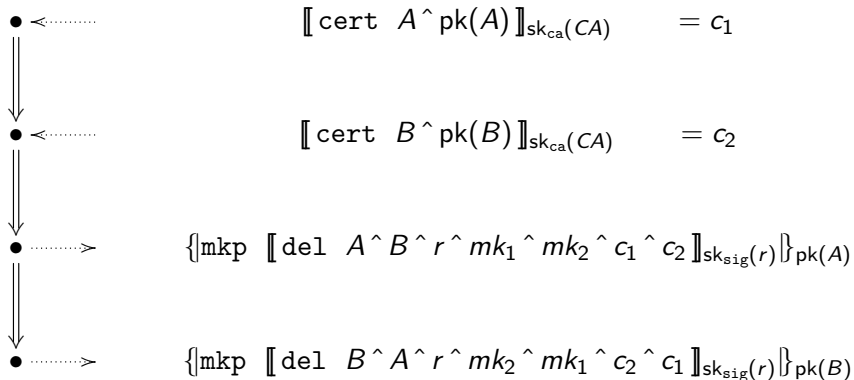 ⟦cert A ^ pk(A)⟧sk_ca(CA) = c₁
⟦cert B ^ pk(B)⟧sk_ca(CA) = c₂
{|mkp ⟦del A ^ B ^ r ^ mk₁ ^ mk₂ ^ c₁ ^ c₂⟧sk_sig(r)|}pk(A)
{|mkp ⟦del B ^ A ^ r ^ mk₂ ^ mk₁ ^ c₂ ^ c₁⟧sk_sig(r)|}pk(B)